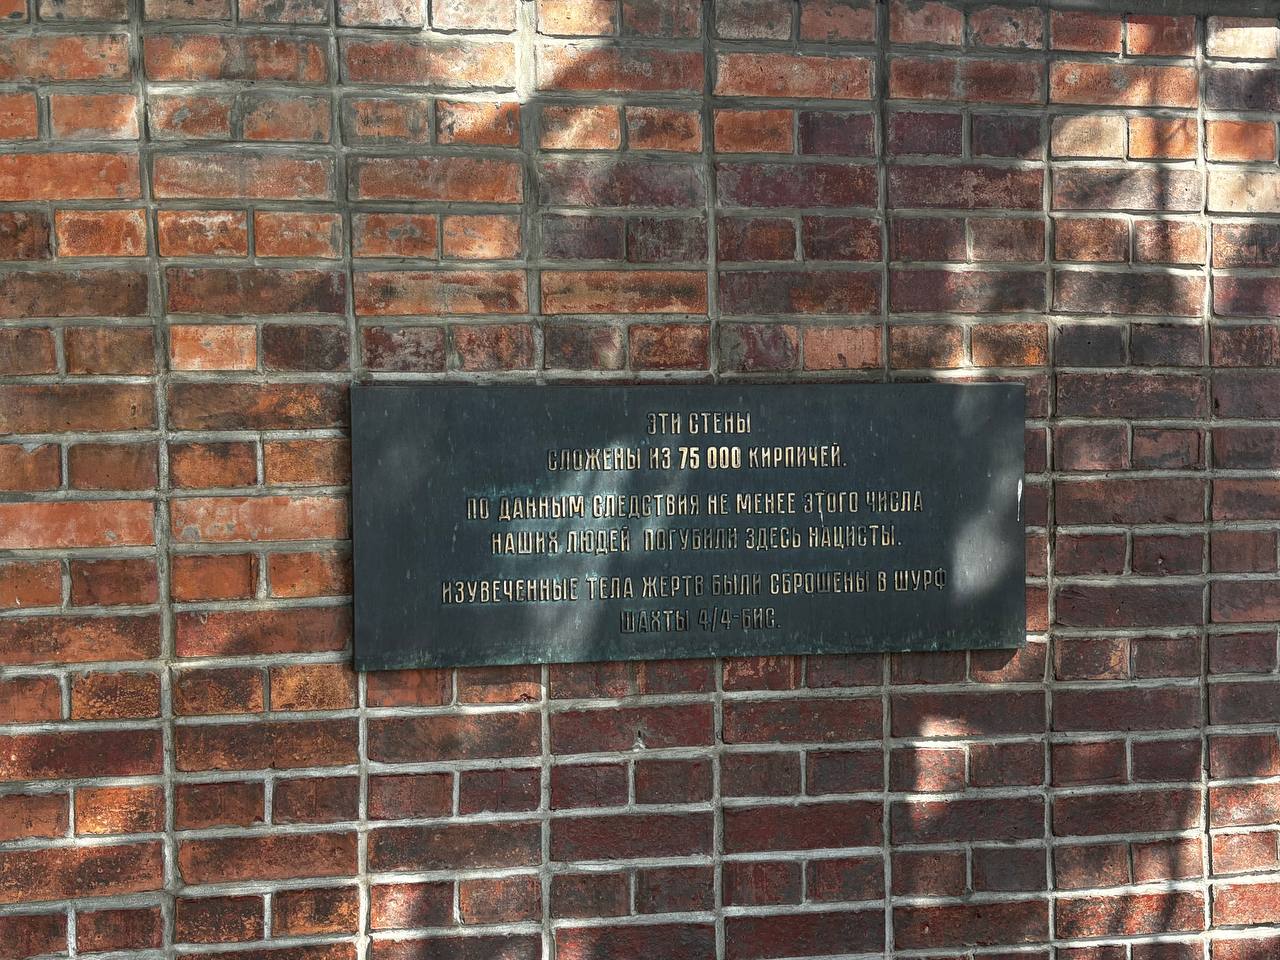 ЭТИ СТЕНЫ
СЛОЖЕНЫ ИЗ 75 000 КИРПИЧЕЙ.
ПО ДАННЫМ СЛЕДСТВИЯ НЕ МЕНЕЕ ЭТОГО ЧИСЛА
НАШИХ ЛЮДЕЙ ПОГУБИЛИ ЗДЕСЬ НАЦИСТЫ.
ИЗУВЕЧЕННЫЕ ТЕЛА ЖЕРТВ БЫЛИ СБРОШЕНЫ В ШУРФ
ШАХТЫ 4/4-БИС.